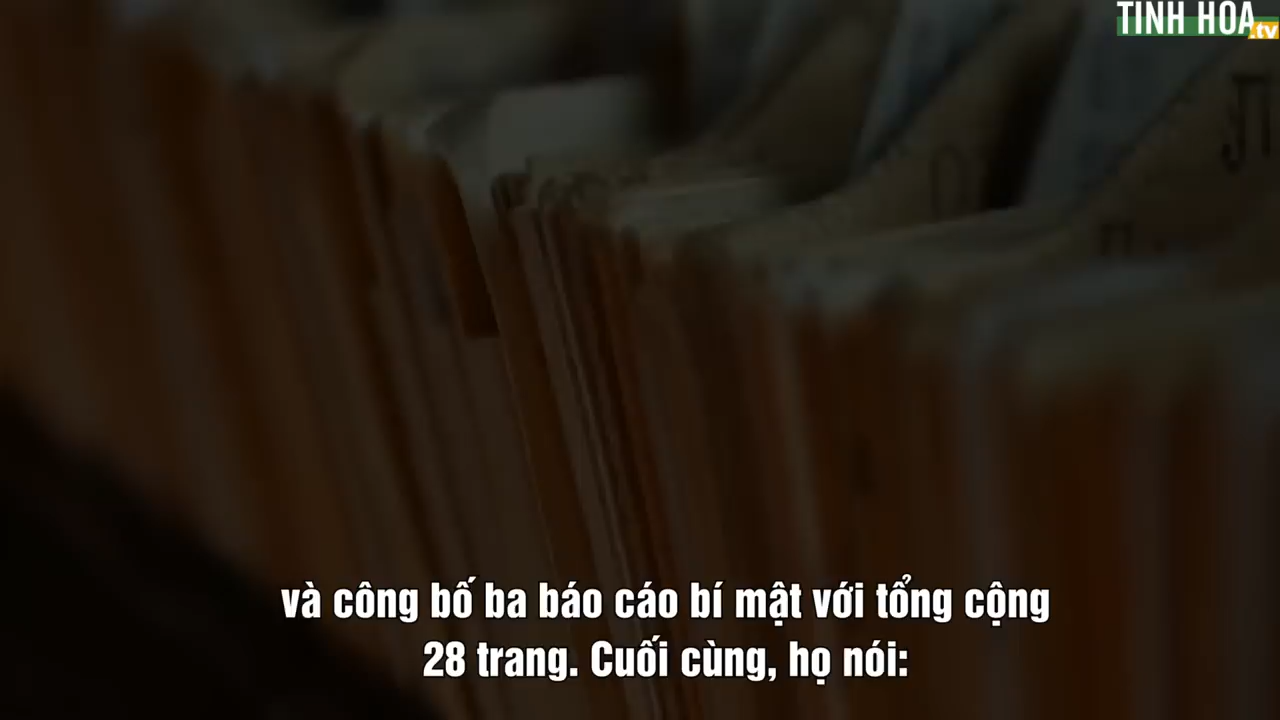 TINH HOA
.tv
và công bố ba báo cáo bí mật với tổng cộng
28 trang. Cuối cùng, họ nói: